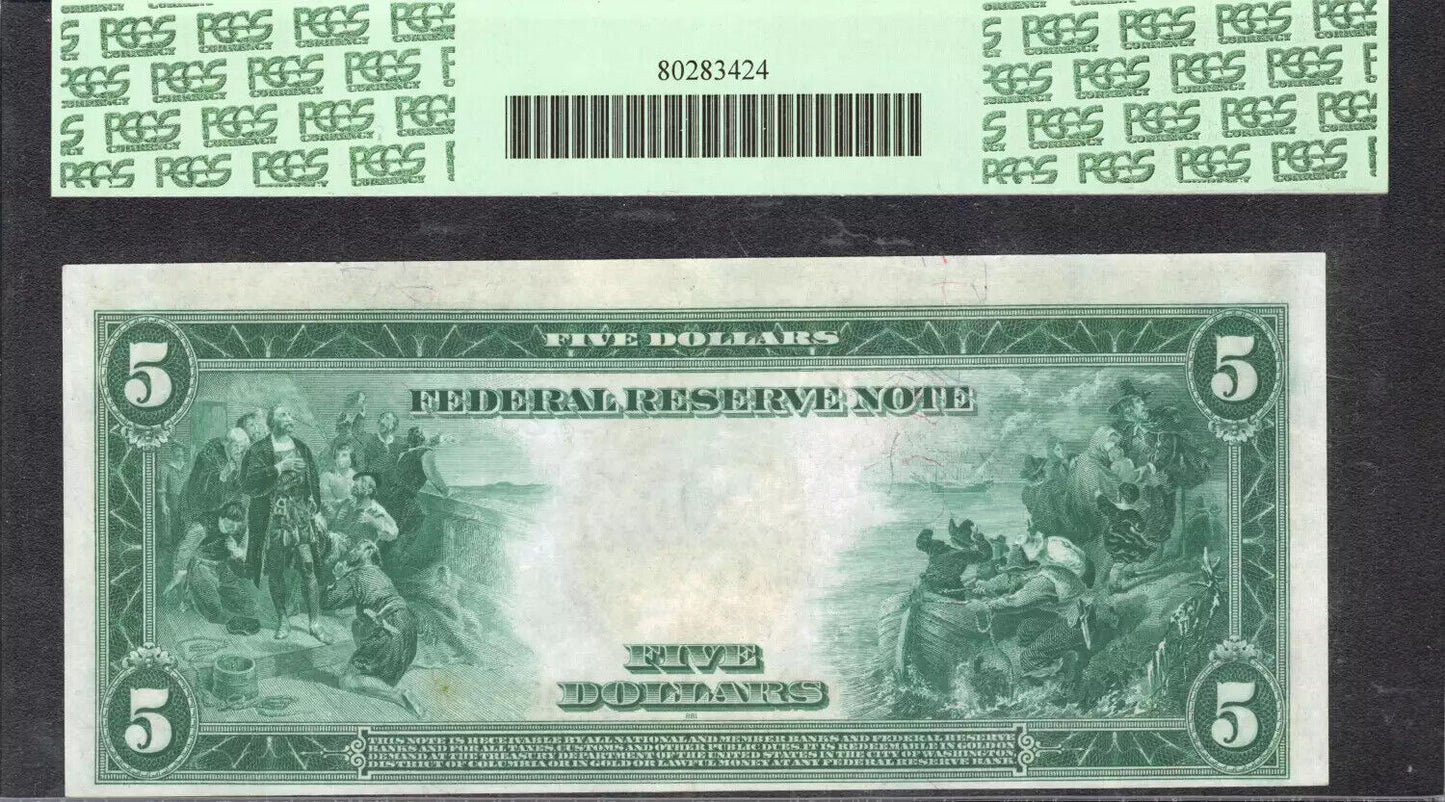 PCGS CURRENCY
80283424
FIVE DOLLARS
5
5
FEDERAL RESERVE NOTE
FIVE
DOLLARS
5
5
THIS NOTE IS RECEIVABLE BY ALL NATIONAL AND MEMBER BANKS AND FEDERAL RESERVE
BANKS AND FOR ALL TAXES, CUSTOMS AND OTHER PUBLIC DUES. IT IS REDEEMABLE IN GOLD ON
DEMAND AT THE TREASURY DEPARTMENT OF THE UNITED STATES IN THE CITY OF WASHINGTON,
DISTRICT OF COLUMBIA OR IN GOLD OR LAWFUL MONEY AT ANY FEDERAL RESERVE BANK.